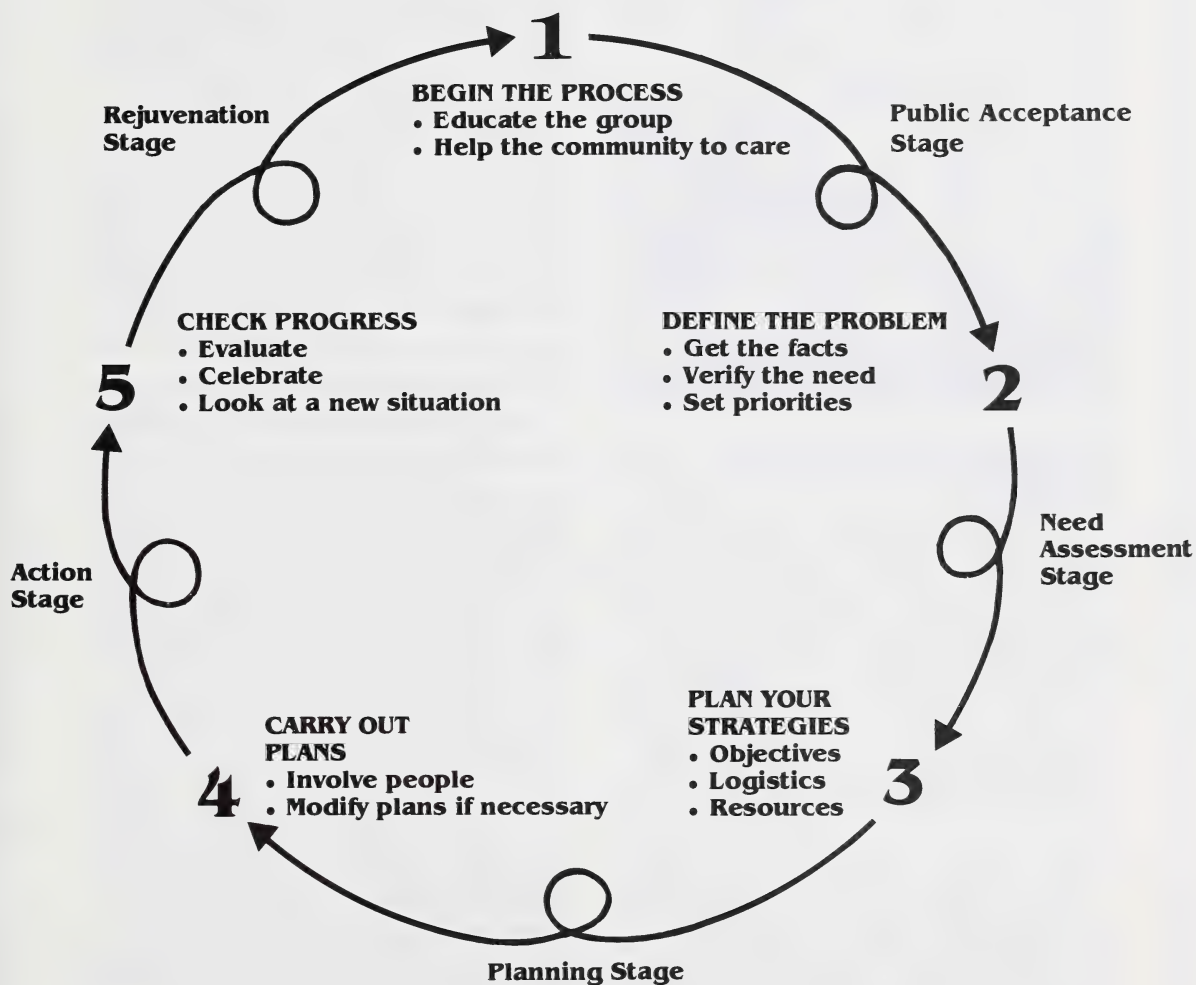 1
BEGIN THE PROCESS
• Educate the group
• Help the community to care
Public Acceptance
Stage
2
DEFINE THE PROBLEM
• Get the facts
• Verify the need
• Set priorities
Need
Assessment
Stage
3
PLAN YOUR
STRATEGIES
• Objectives
• Logistics
• Resources
Planning Stage
4
CARRY OUT
PLANS
• Involve people
• Modify plans if necessary
Action
Stage
5
CHECK PROGRESS
• Evaluate
• Celebrate
• Look at a new situation
Rejuvenation
Stage